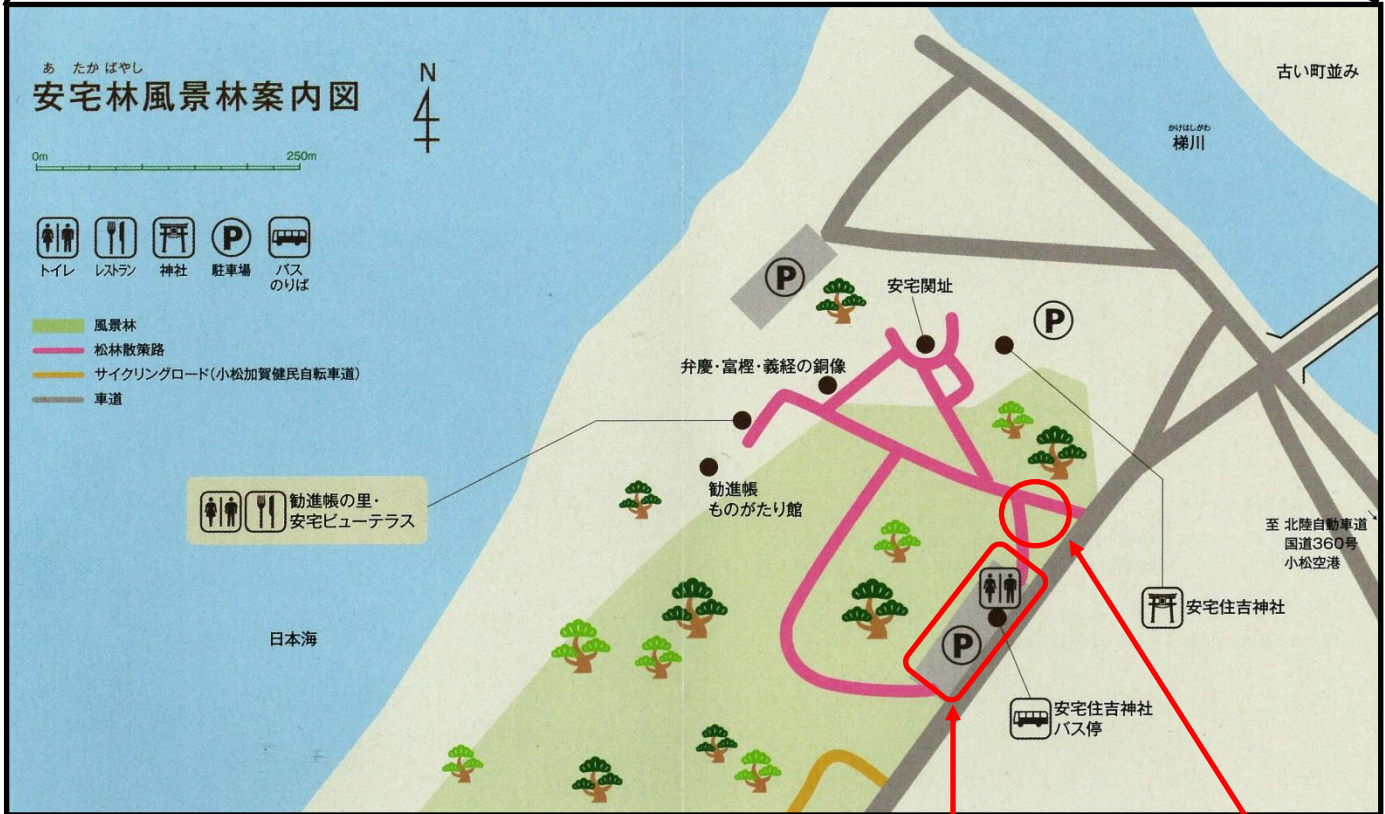 あ たか ばやし
安宅林風景林案内図
N
0m 250m
トイレ レストラン 神社 駐車場 バス
のりば
風景林
松林散策路
サイクリングロード(小松加賀健民自転車道)
車道
古い町並み
かけはしがわ
梯川
P
安宅関址
P
弁慶・富樫・義経の銅像
勧進帳の里・
安宅ビューテラス
勧進帳
ものがたり館
至 北陸自動車道
国道360号
小松空港
安宅住吉神社
日本海
P
安宅住吉神社
バス停